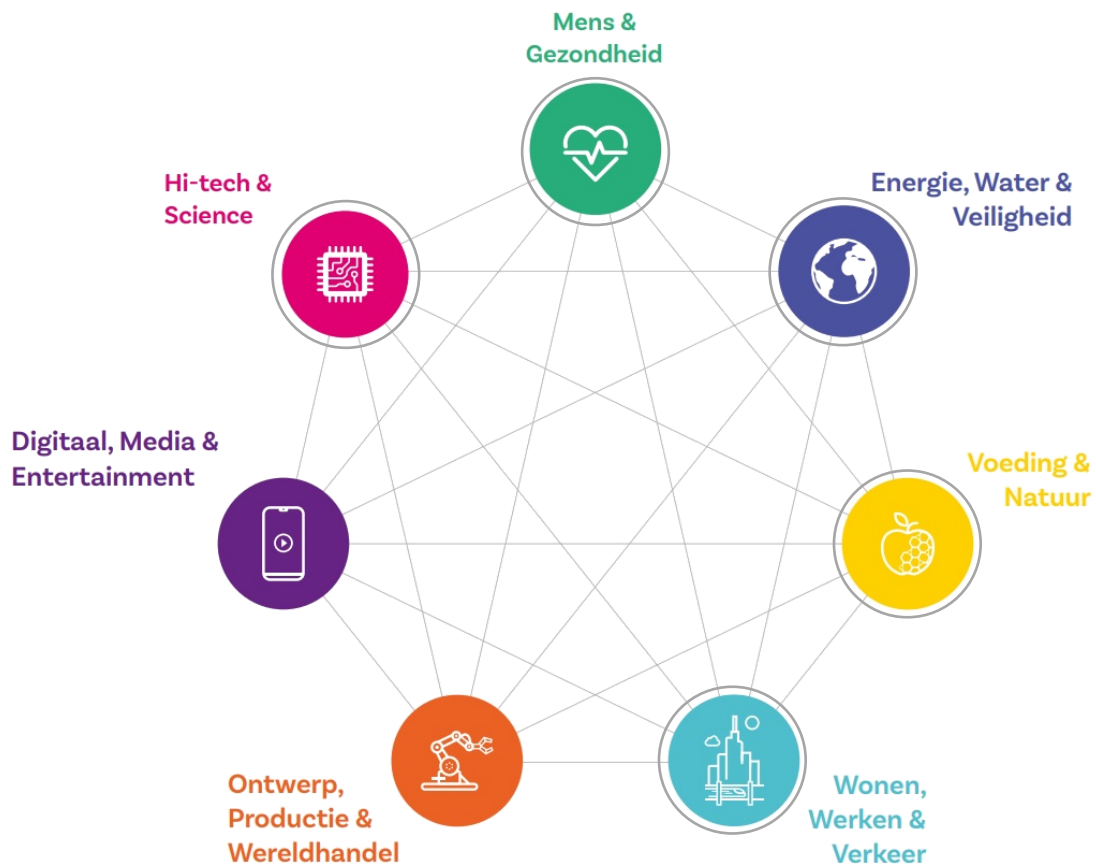 Mens &
Gezondheid
Hi-tech &
Science
Energie, Water &
Veiligheid
Digitaal, Media &
Entertainment
Voeding &
Natuur
Ontwerp,
Productie &
Wereldhandel
Wonen,
Werken &
Verkeer